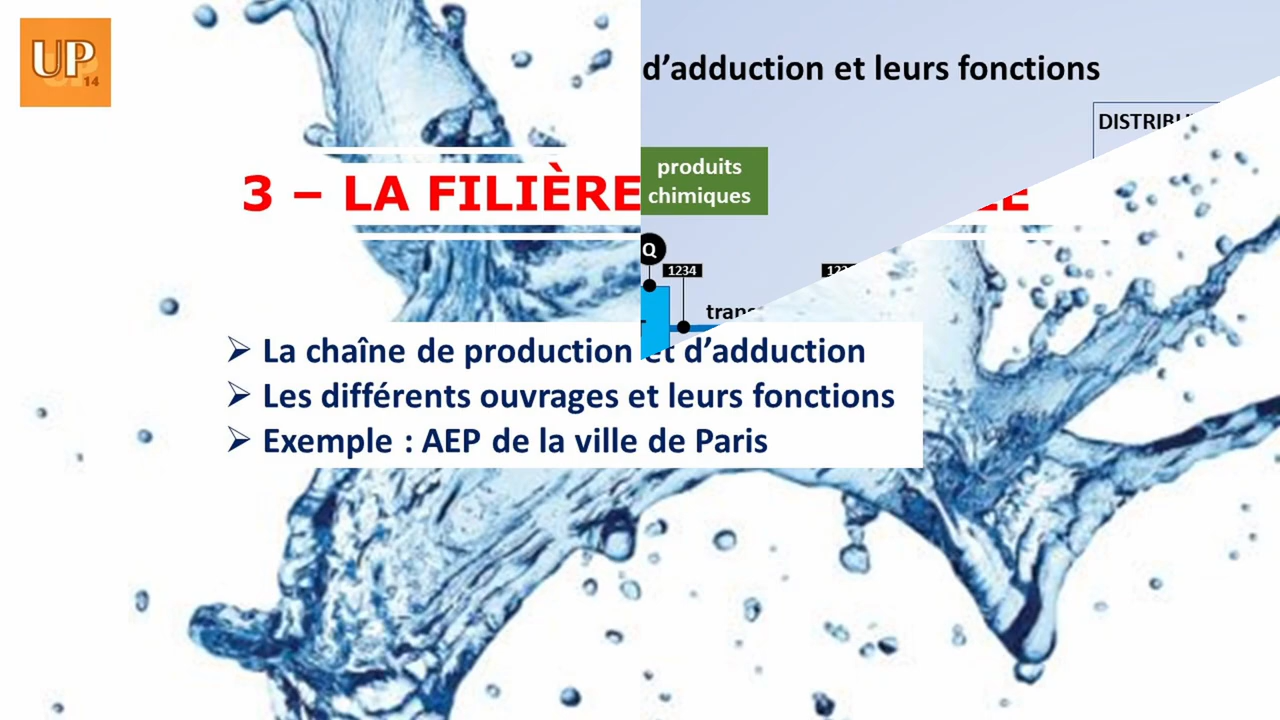 UP
14
d’adduction et leurs fonctions
produits
chimiques
3 – LA FILIÈRE
Q
1234
➢ La chaîne de production et d’adduction
➢ Les différents ouvrages et leurs fonctions
➢ Exemple : AEP de la ville de Paris